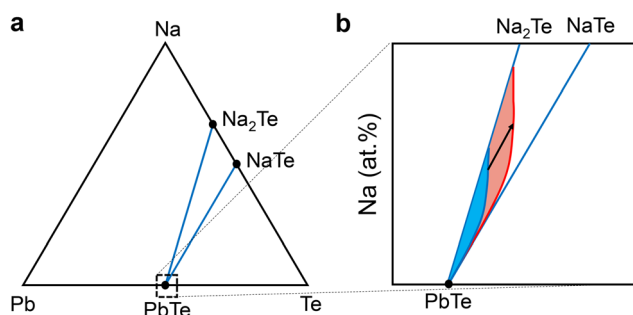 a
Na
Na₂Te
NaTe
Pb
PbTe
Te
b
Na₂Te
NaTe
Na (at.%)
PbTe